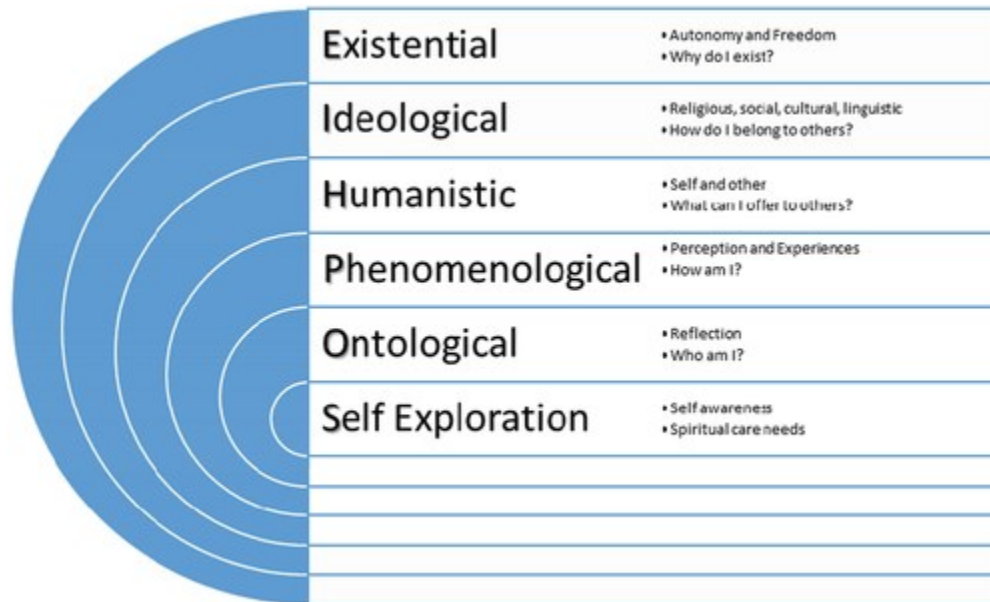 Existential
• Autonomy and Freedom
• Why do I exist?
Ideological
• Religious, social, cultural, linguistic
• How do I belong to others?
Humanistic
• Self and other
• What can I offer to others?
Phenomenological
• Perception and Experiences
• How am I?
Ontological
• Reflection
• Who am I?
Self Exploration
• Self awareness
• Spiritual care needs